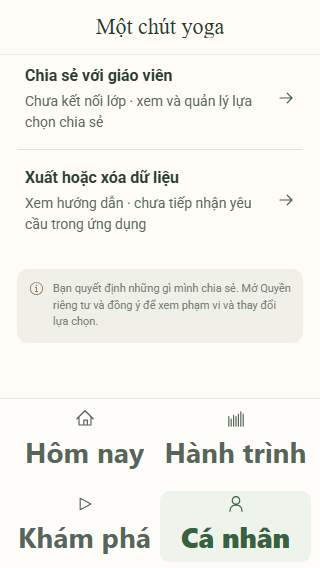 Một chút yoga
Chia sẻ với giáo viên
Chưa kết nối lớp · xem và quản lý lựa
chọn chia sẻ
Xuất hoặc xóa dữ liệu
Xem hướng dẫn · chưa tiếp nhận yêu
cầu trong ứng dụng
Bạn quyết định những gì mình chia sẻ. Mở Quyền
riêng tư và đồng ý để xem phạm vi và thay đổi
lựa chọn.
Hôm nay
Hành trình
Khám phá
Cá nhân